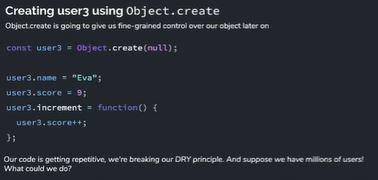 Creating user3 using Object.create
Object.create is going to give us fine-grained control over our object later on
const user3 = Object.create(null);
user3.name = "Eva";
user3.score = 9;
user3.increment = function() {
  user3.score++;
};
Our code is getting repetitive, we're breaking our DRY principle. And suppose we have millions of users!
What could we do?